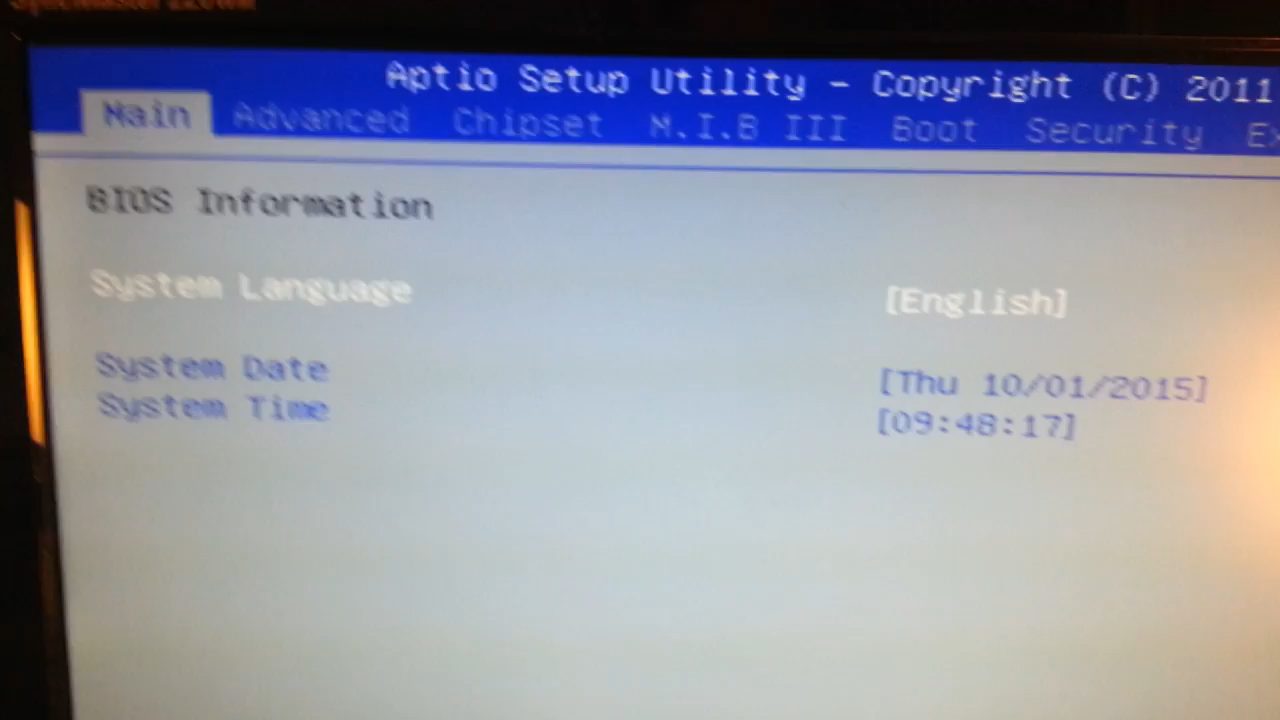 Aptio Setup Utility - Copyright (C) 2011
Main Advanced Chipset M.I.B III Boot Security
BIOS Information
System Language [English]
System Date [Thu 10/01/2015]
System Time [09:48:17]